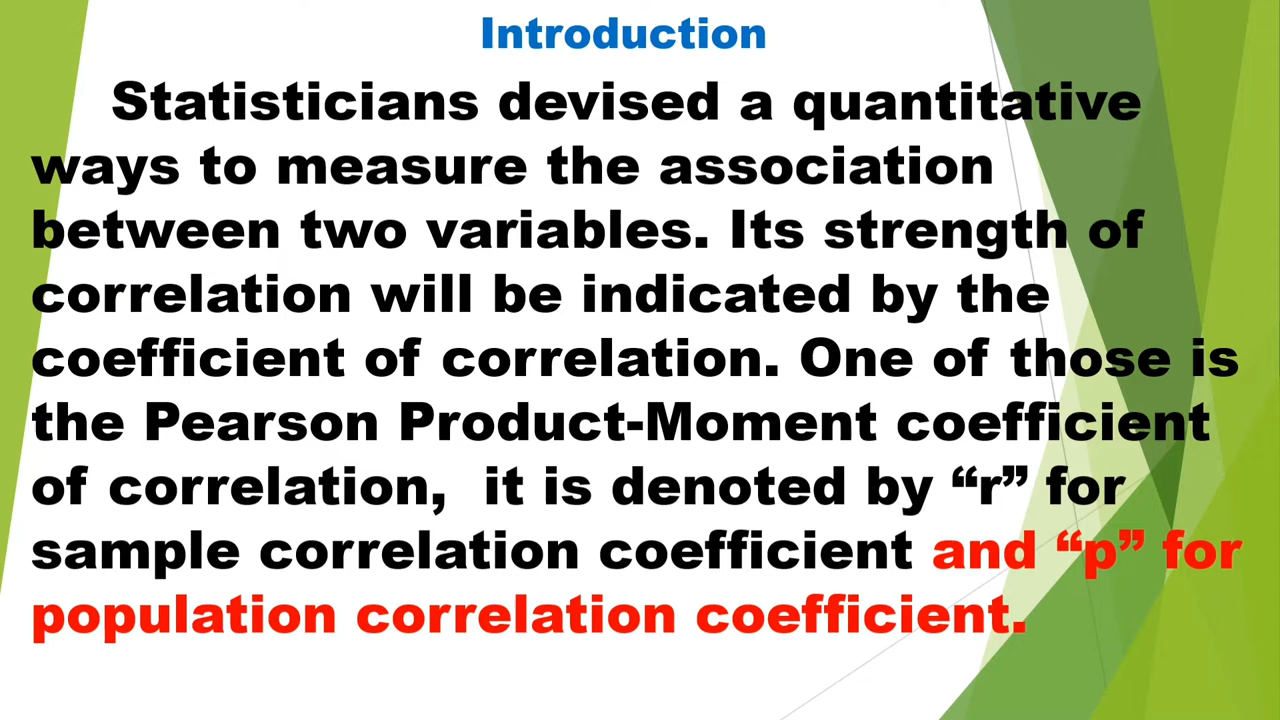 Introduction
Statisticians devised a quantitative
ways to measure the association
between two variables. Its strength of
correlation will be indicated by the
coefficient of correlation. One of those is
the Pearson Product-Moment coefficient
of correlation,  it is denoted by “r” for
sample correlation coefficient and “p” for
population correlation coefficient.